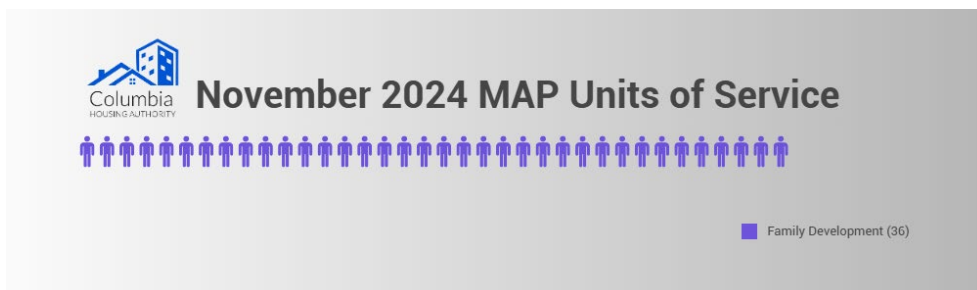 Columbia
HOUSING AUTHORITY
November 2024 MAP Units of Service
Family Development (36)